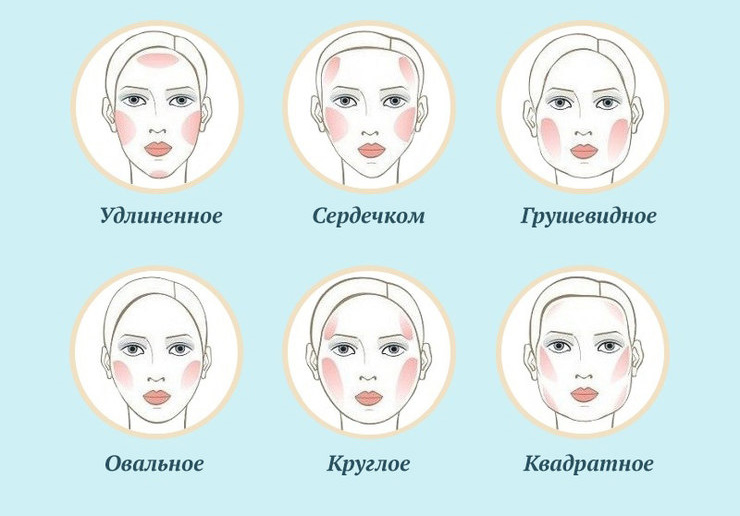 Удлиненное
Сердечком
Грушевидное
Овальное
Круглое
Квадратное